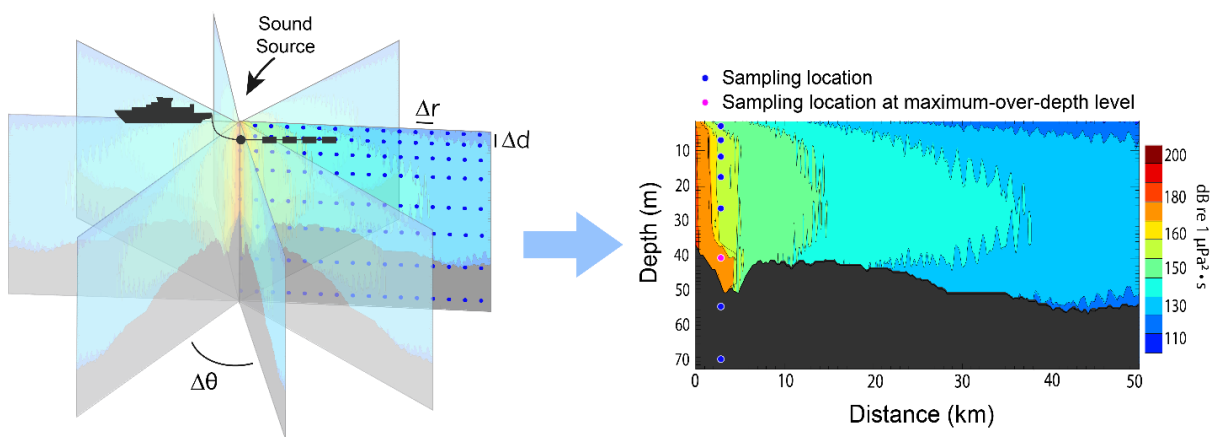 Sound
Source
Δr
Δd
Δθ
Sampling location
Sampling location at maximum-over-depth level
10
20
30
40
50
60
70
Depth (m)
0
10
20
30
40
50
Distance (km)
200
180
160
150
130
110
dB re 1 µPa²• s